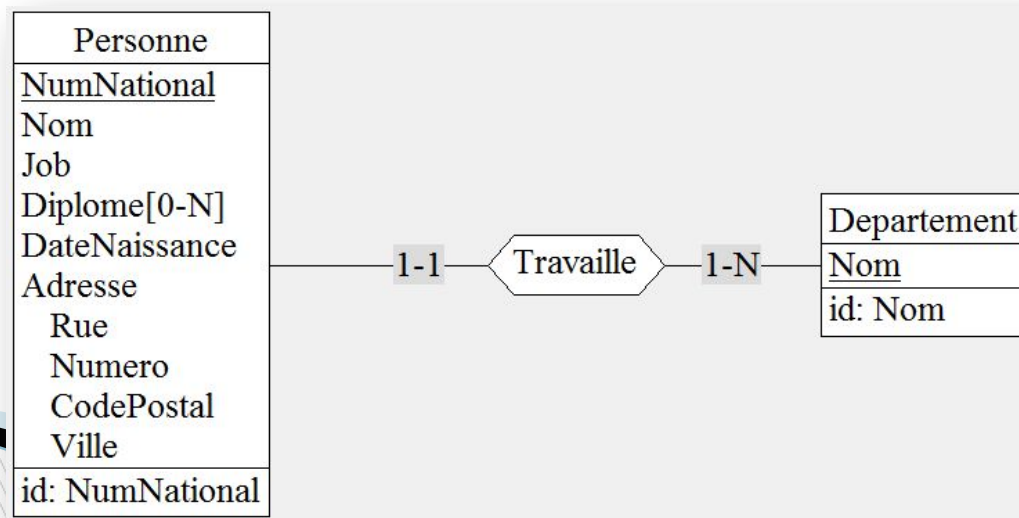 Personne
NumNational
Nom
Job
Diplome[0-N]
DateNaissance
Adresse
Rue
Numero
CodePostal
Ville
id: NumNational
1-1
Travaille
1-N
Departement
Nom
id: Nom